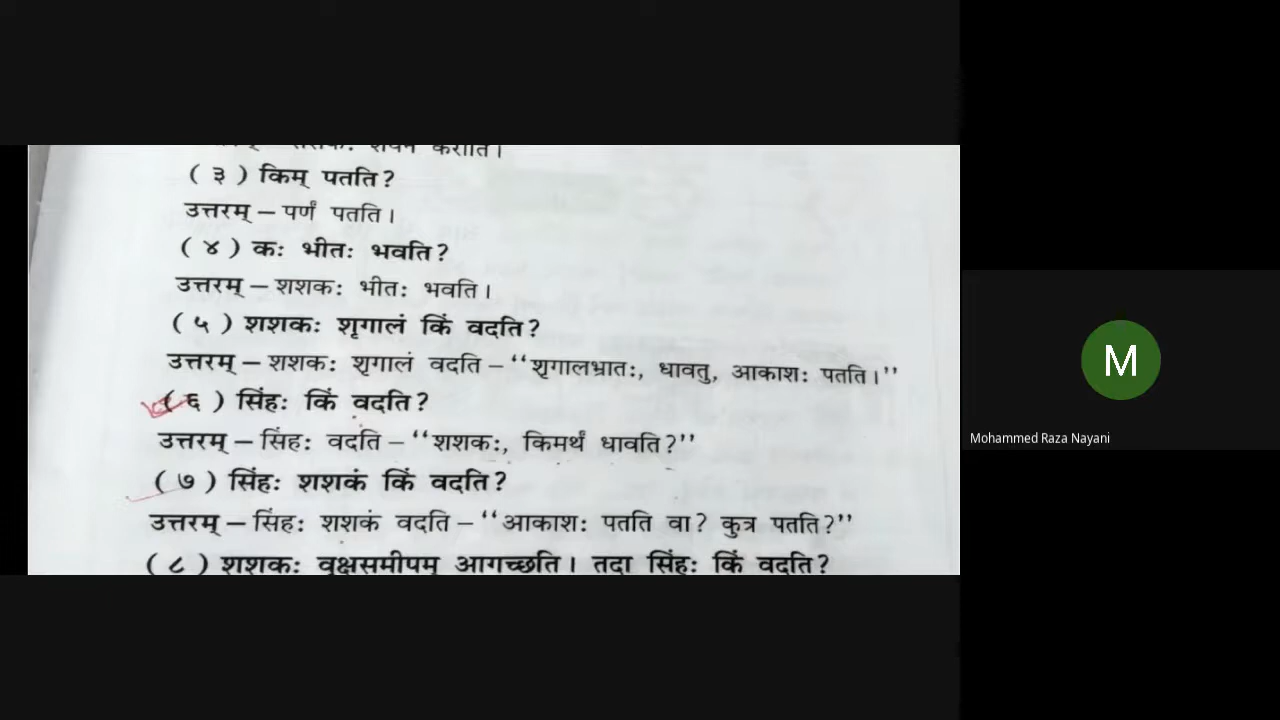 शयनं करोति।
( ३ ) किम् पतति?
उत्तरम् – पर्णं पतति।
( ४ ) कः भीतः भवति?
उत्तरम् – शशकः भीतः भवति।
( ५ ) शशकः शृगालं किं वदति?
उत्तरम् – शशकः शृगालं वदति – “शृगालभ्रातः, धावतु, आकाशः पतति।”
( ६ ) सिंहः किं वदति?
उत्तरम् – सिंहः वदति – “शशकः, किमर्थं धावति?”
( ७ ) सिंहः शशकं किं वदति?
उत्तरम् – सिंहः शशकं वदति – “आकाशः पतति वा? कुत्र पतति?”
( ८ ) शशकः वृक्षसमीपम् आगच्छति। तदा सिंहः किं वदति?
M
Mohammed Raza Nayani